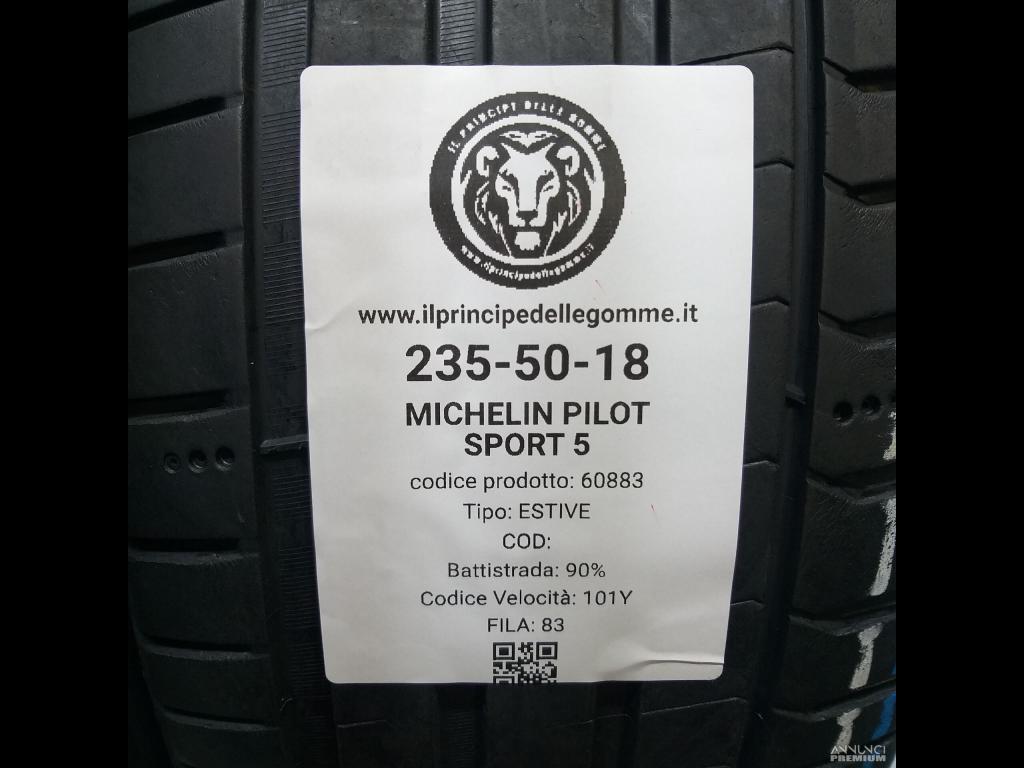 IL PRINCIPE DELLE GOMME
www.ilprincipedellegomme.it
www.ilprincipedellegomme.it
235-50-18
MICHELIN PILOT
SPORT 5
codice prodotto: 60883
Tipo: ESTIVE
COD:
Battistrada: 90%
Codice Velocità: 101Y
FILA: 83
ANNUNCI
PREMIUM